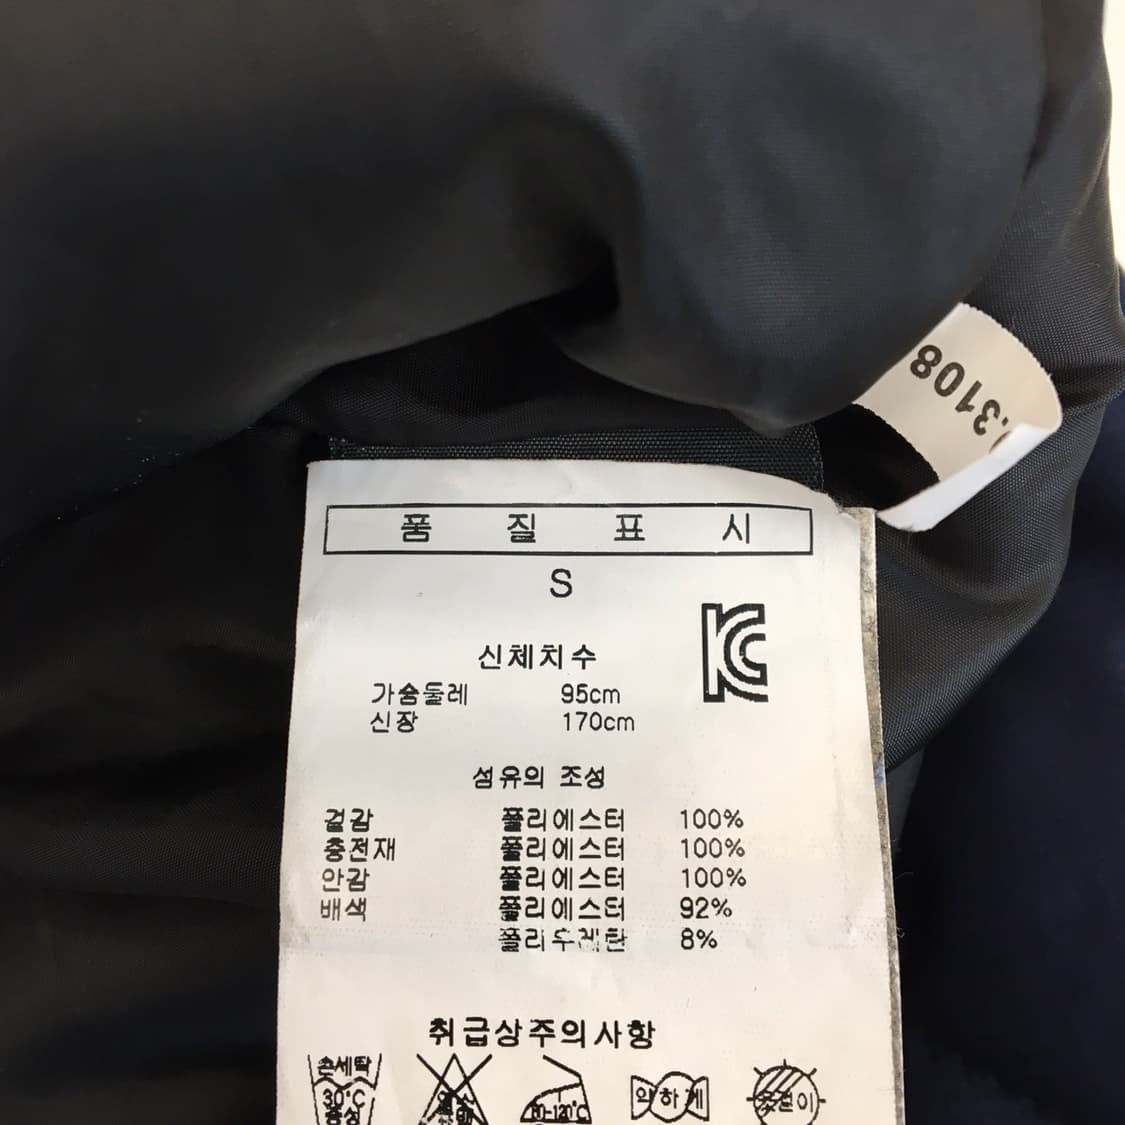 .3108
품 질 표 시
S
KC
신체치수
가슴둘레 95cm
신장 170cm
섬유의 조성
겉감 폴리에스터 100%
충전재 폴리에스터 100%
안감 폴리에스터 100%
배색 폴리에스터 92%
폴리우레탄 8%
취급상주의사항
손세탁 30°C 중성 약하게